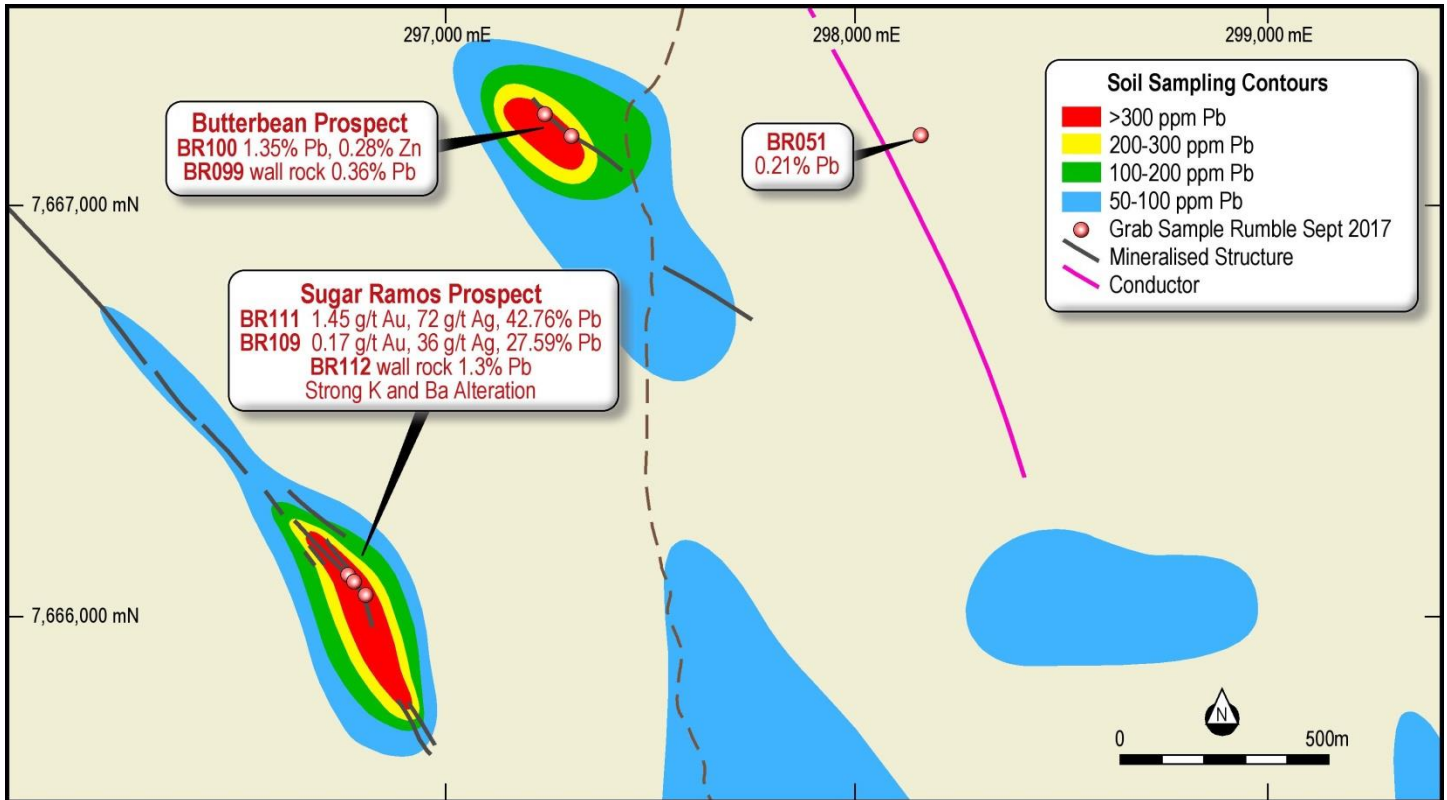 297,000 mE
298,000 mE
299,000 mE
Butterbean Prospect
BR100 1.35% Pb, 0.28% Zn
BR099 wall rock 0.36% Pb
BR051
0.21% Pb
Soil Sampling Contours
>300 ppm Pb
200-300 ppm Pb
100-200 ppm Pb
50-100 ppm Pb
Grab Sample Rumble Sept 2017
Mineralised Structure
Conductor
7,667,000 mN
Sugar Ramos Prospect
BR111 1.45 g/t Au, 72 g/t Ag, 42.76% Pb
BR109 0.17 g/t Au, 36 g/t Ag, 27.59% Pb
BR112 wall rock 1.3% Pb
Strong K and Ba Alteration
7,666,000 mN
N
0 500m